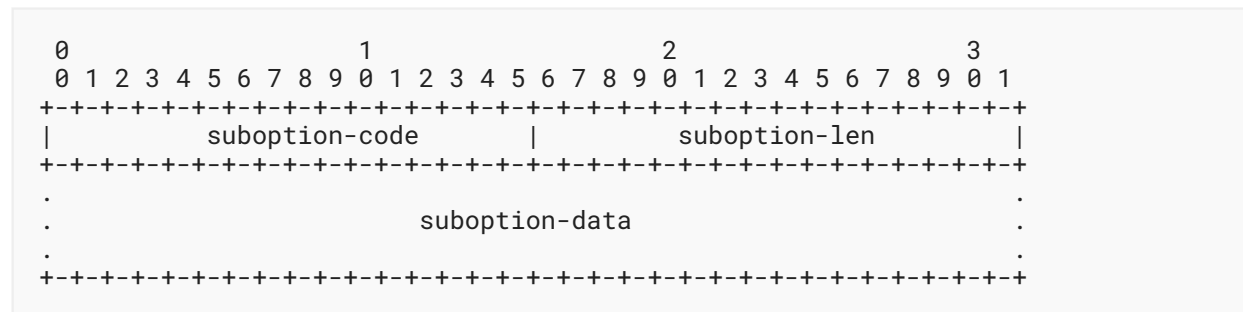 0                   1                   2                   3
 0 1 2 3 4 5 6 7 8 9 0 1 2 3 4 5 6 7 8 9 0 1 2 3 4 5 6 7 8 9 0 1
+-+-+-+-+-+-+-+-+-+-+-+-+-+-+-+-+-+-+-+-+-+-+-+-+-+-+-+-+-+-+-+-+
|          suboption-code       |         suboption-len         |
+-+-+-+-+-+-+-+-+-+-+-+-+-+-+-+-+-+-+-+-+-+-+-+-+-+-+-+-+-+-+-+-+
.                                                               .
.                        suboption-data                         .
.                                                               .
+-+-+-+-+-+-+-+-+-+-+-+-+-+-+-+-+-+-+-+-+-+-+-+-+-+-+-+-+-+-+-+-+